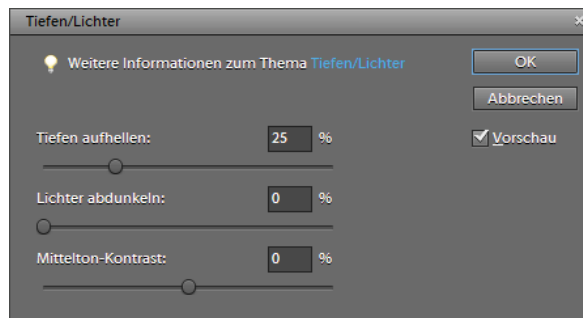 Tiefen/Lichter
Weitere Informationen zum Thema Tiefen/Lichter
OK
Abbrechen
Tiefen aufhellen: 25 %
Vorschau
Lichter abdunkeln: 0 %
Mittelton-Kontrast: 0 %